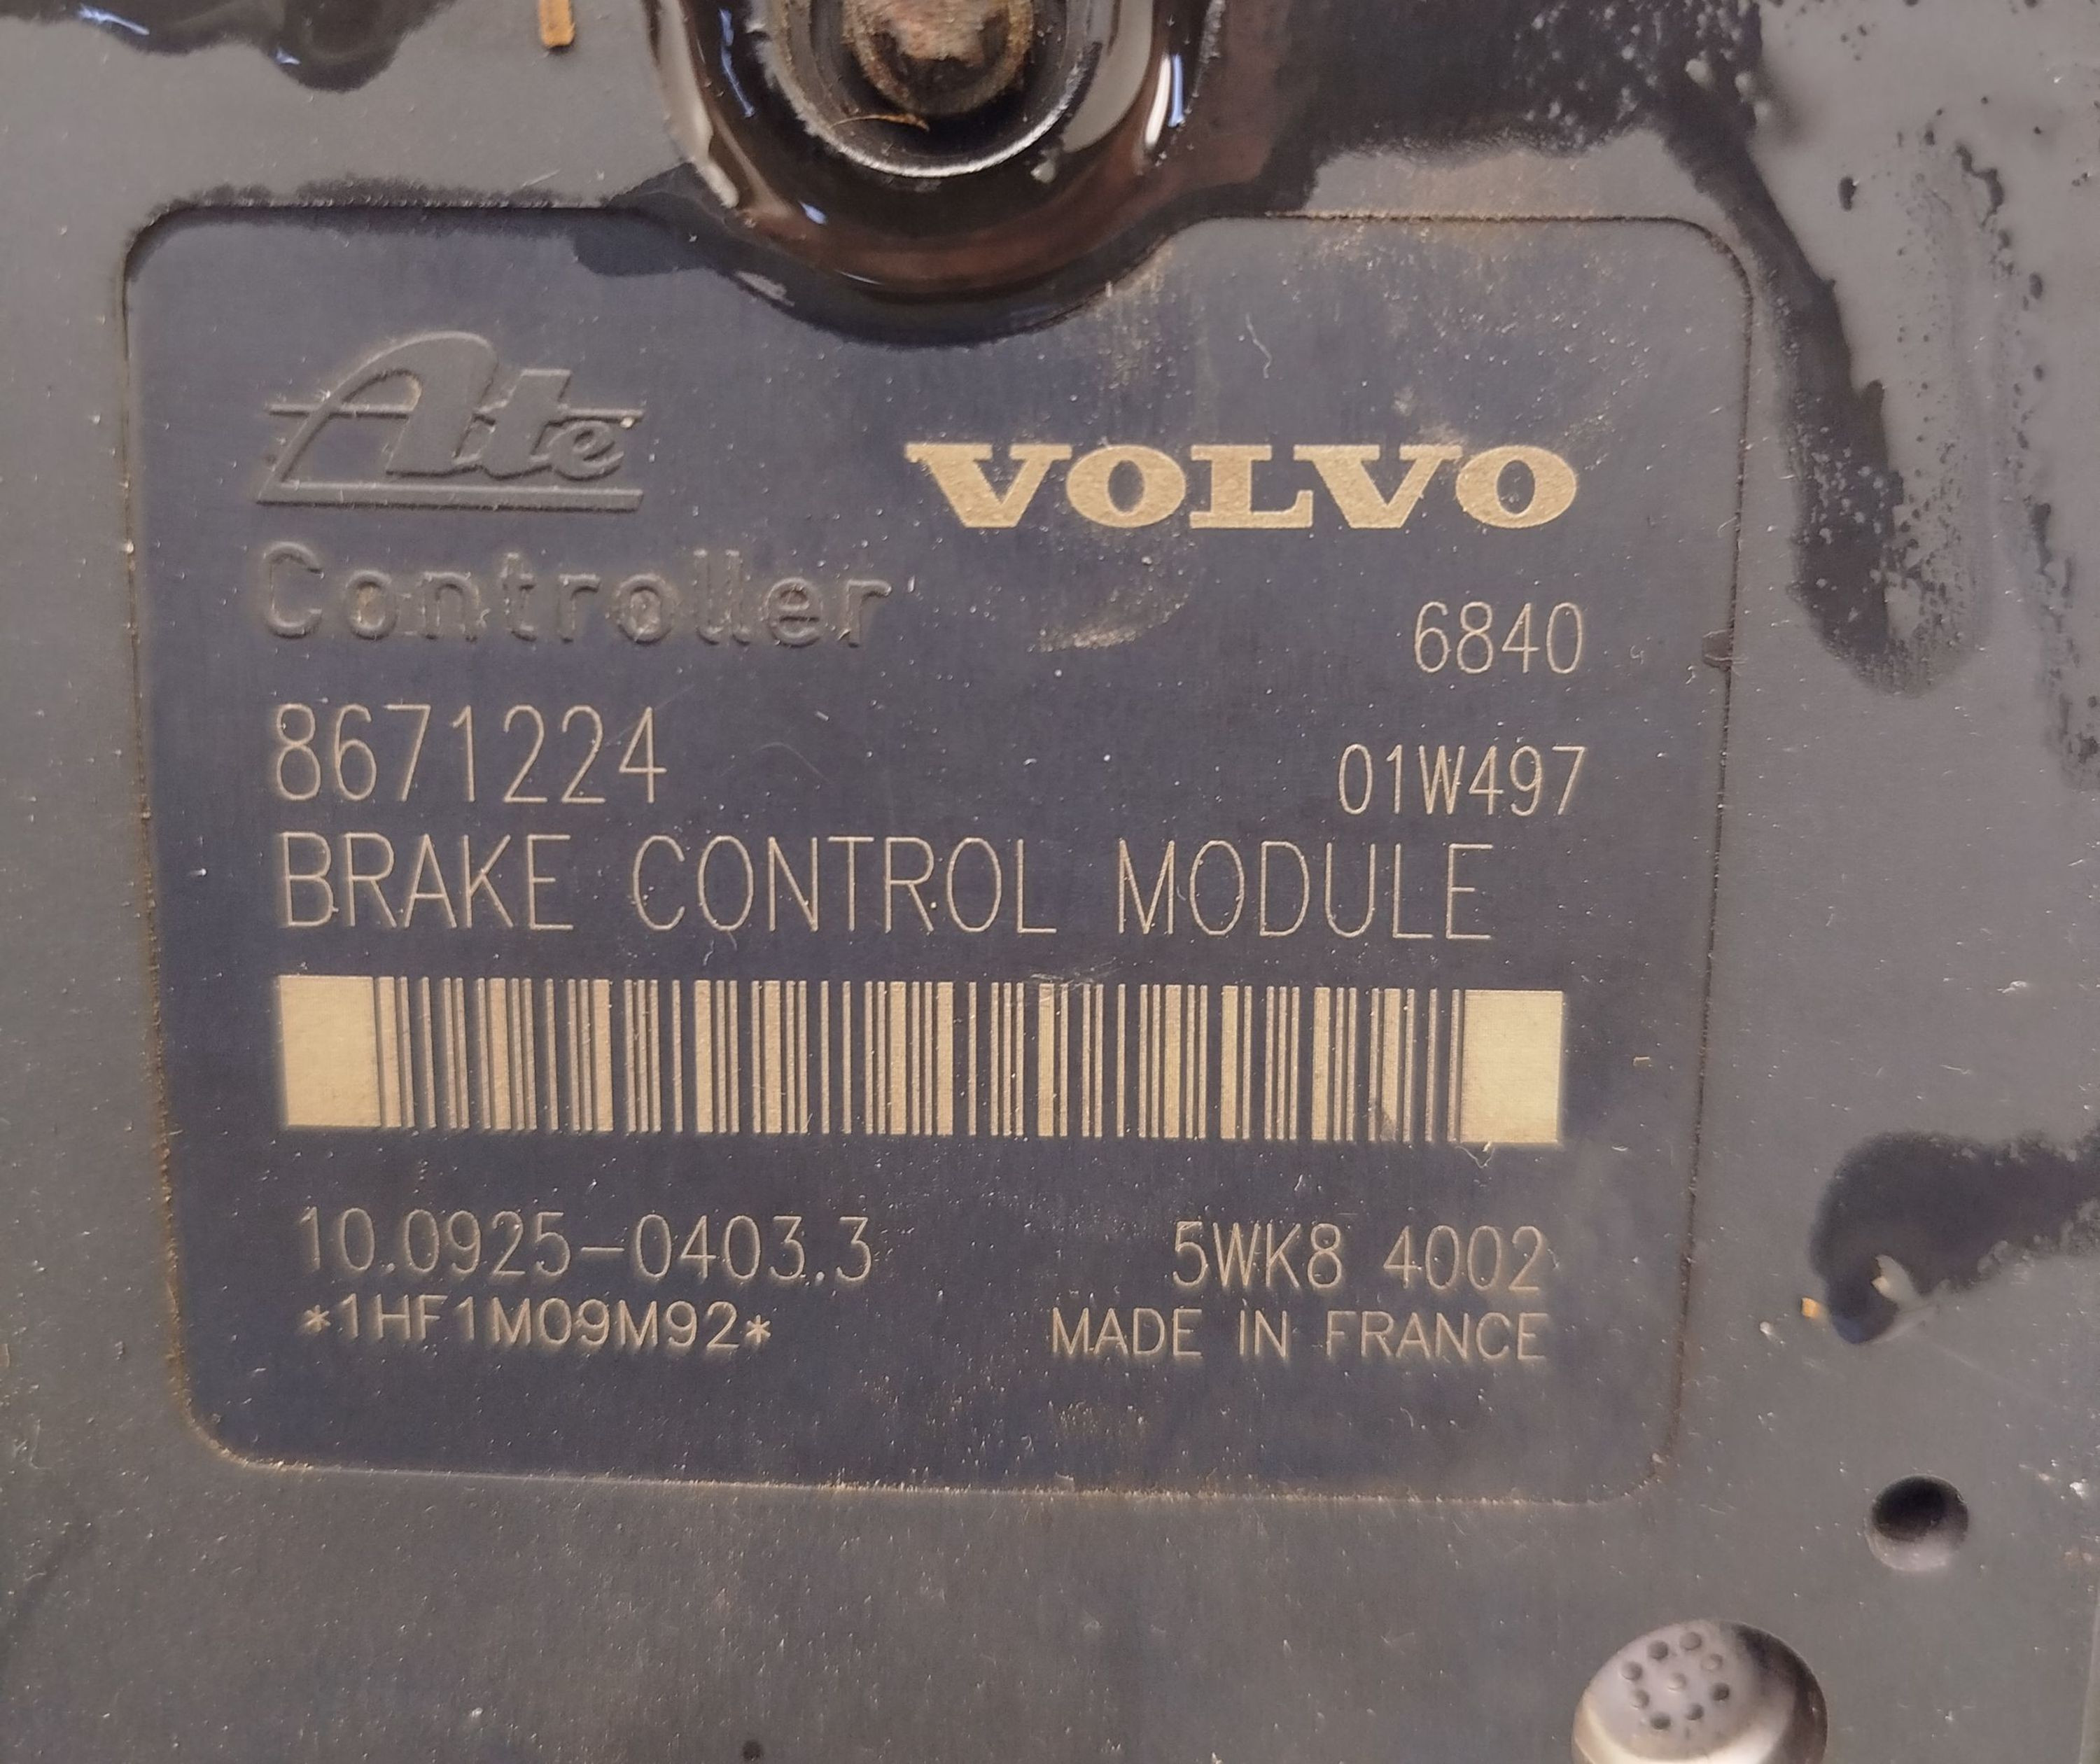 Ate
VOLVO
Controller
6840
8671224
01W497
BRAKE CONTROL MODULE
10.0925-0403.3
5WK8 4002
*1HF1M09M92*
MADE IN FRANCE